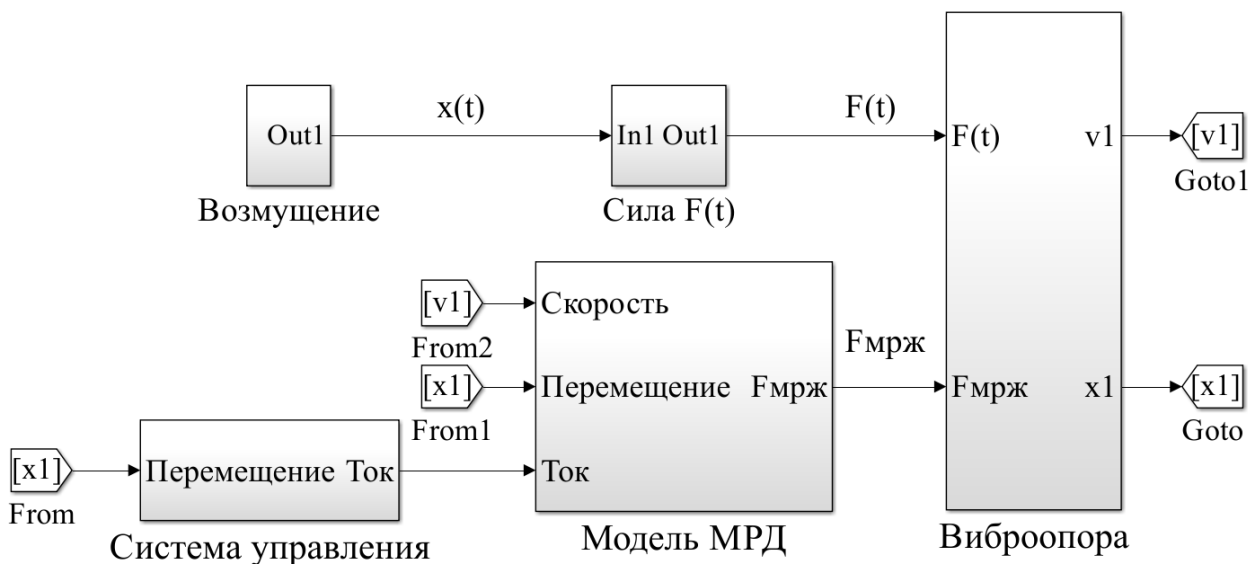 x(t)
F(t)
Out1
In1 Out1
F(t)
v1
[v1]
Goto1
Возмущение
Сила F(t)
[v1]
Скорость
From2
Fмрж
[x1]
Перемещение
Fмрж
Fмрж
x1
[x1]
From1
Goto
[x1]
Перемещение
Ток
Ток
From
Система управления
Модель МРД
Виброопора